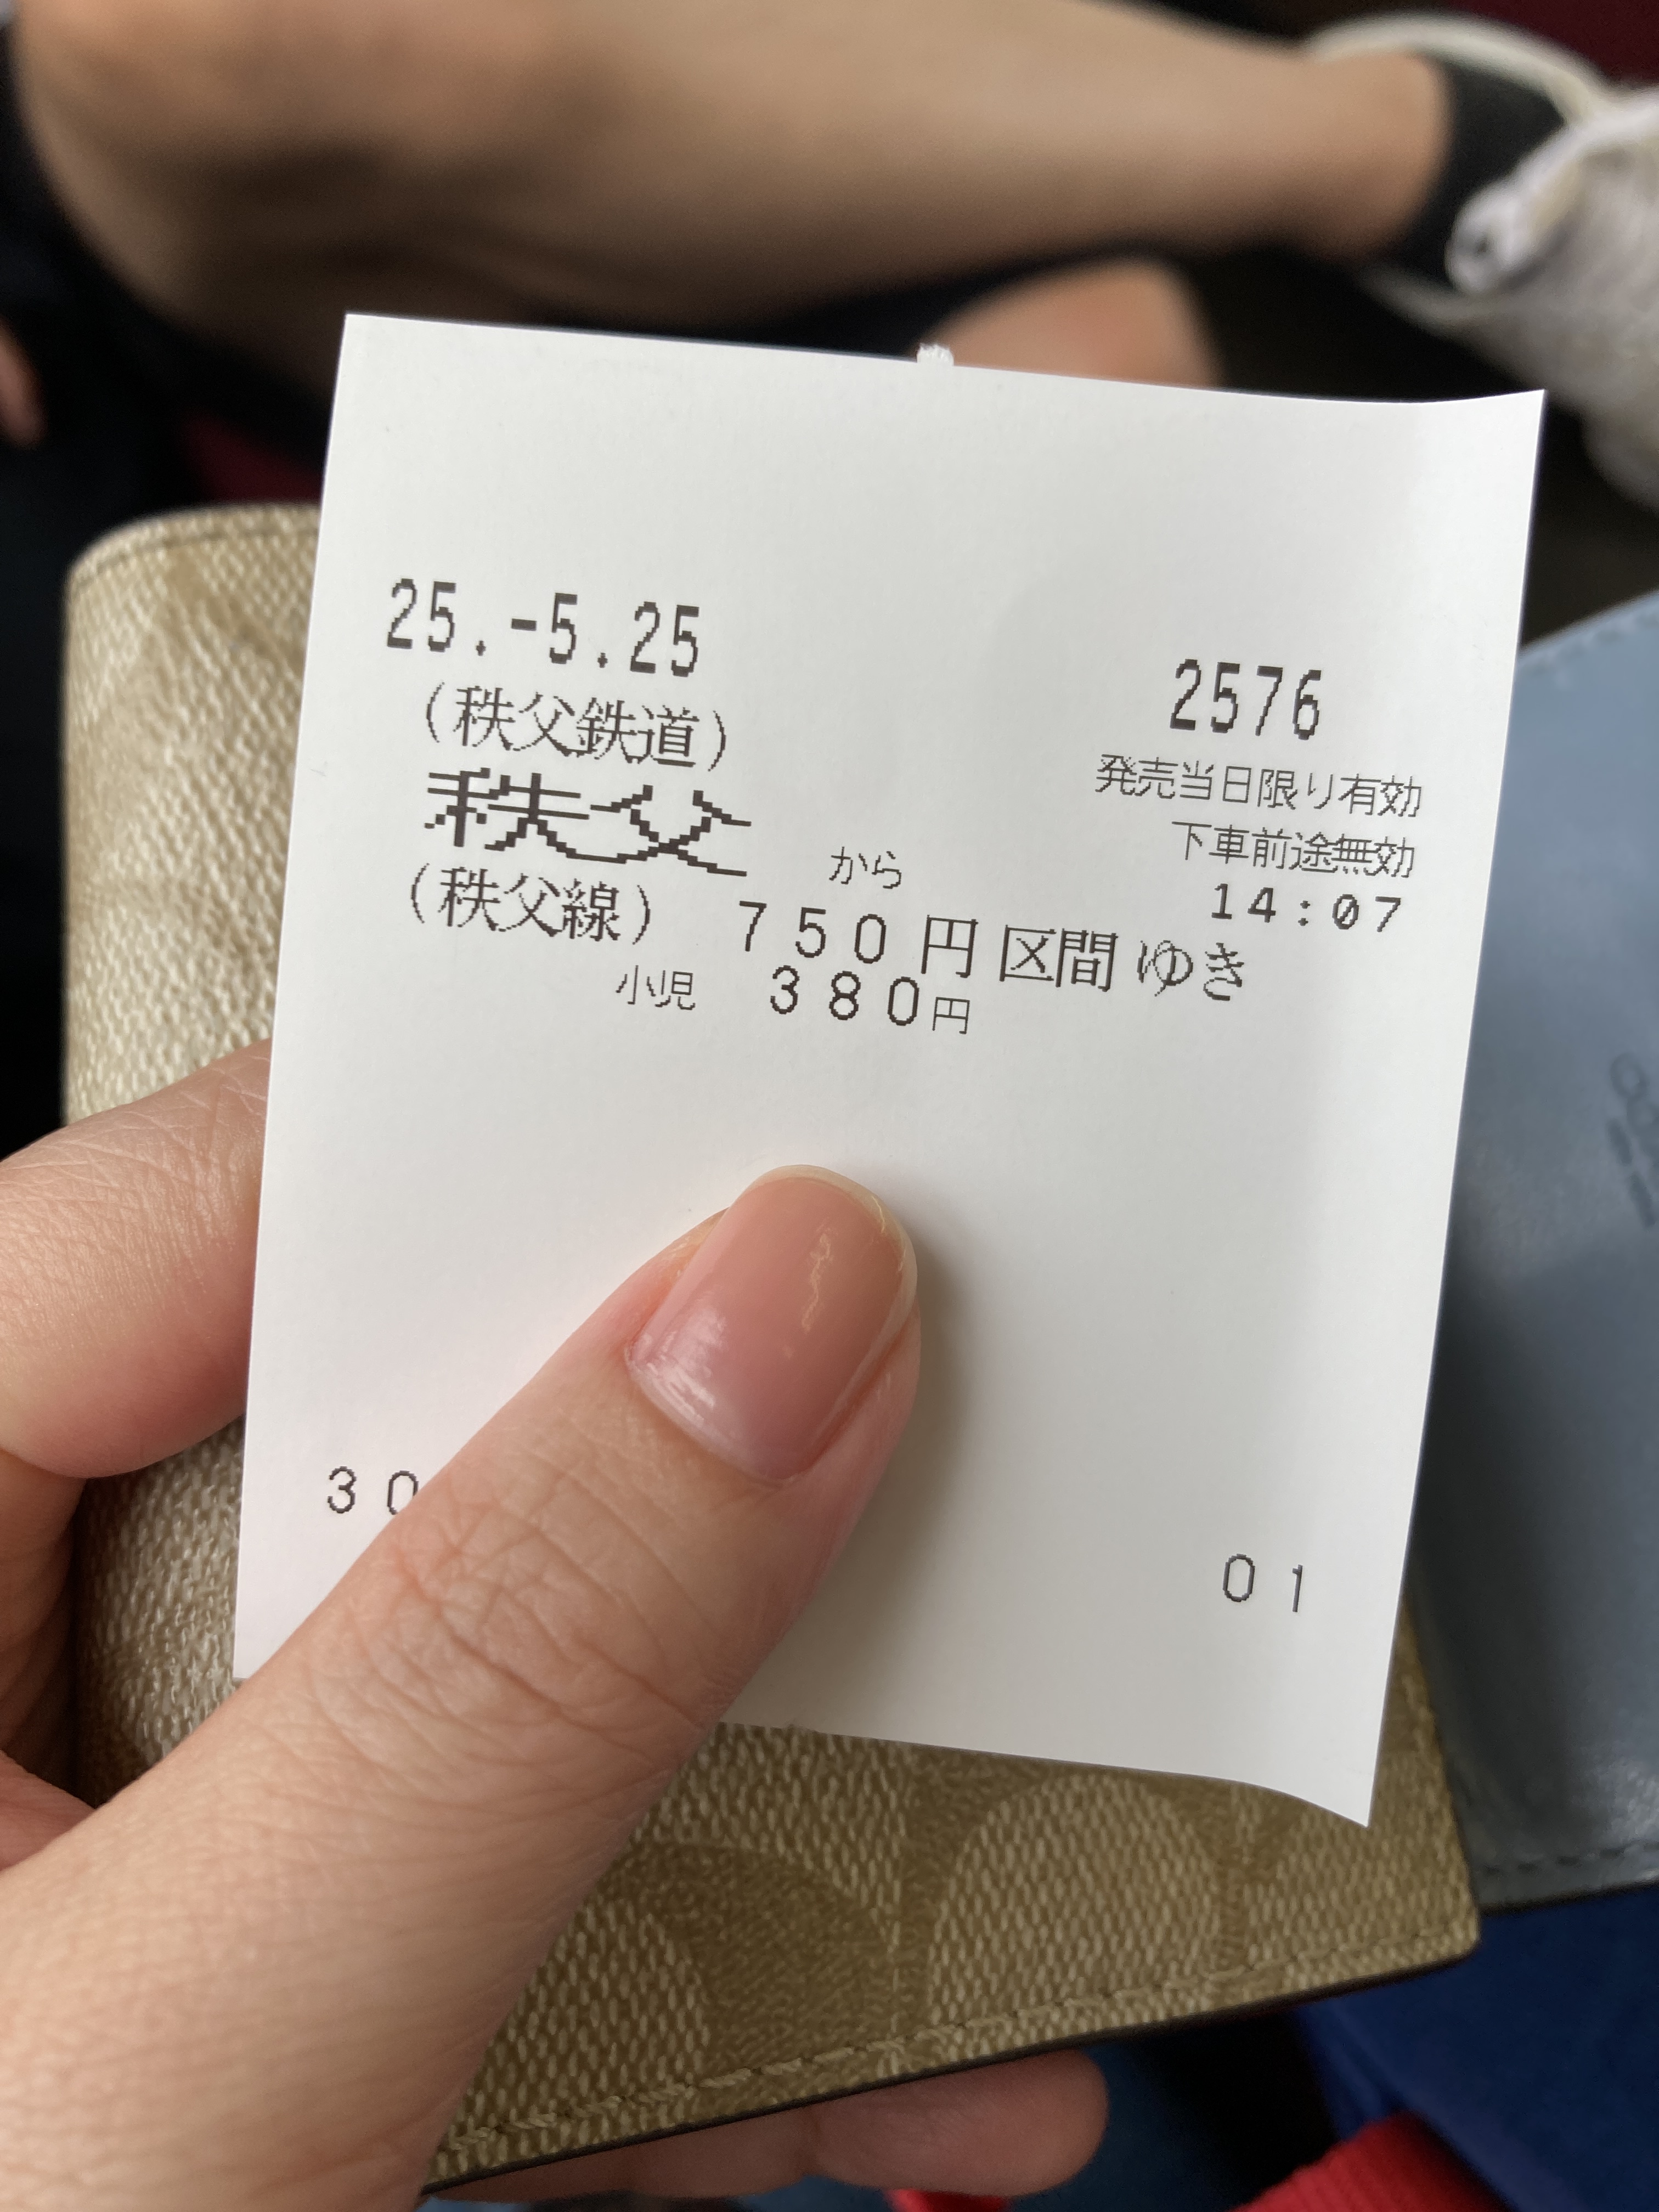 25.-5.25
2576
(秩父鉄道)
発売当日限り有効
秩父 から
下車前途無効
14:07
(秩父線) 750円区間ゆき
小児 380円
30
01